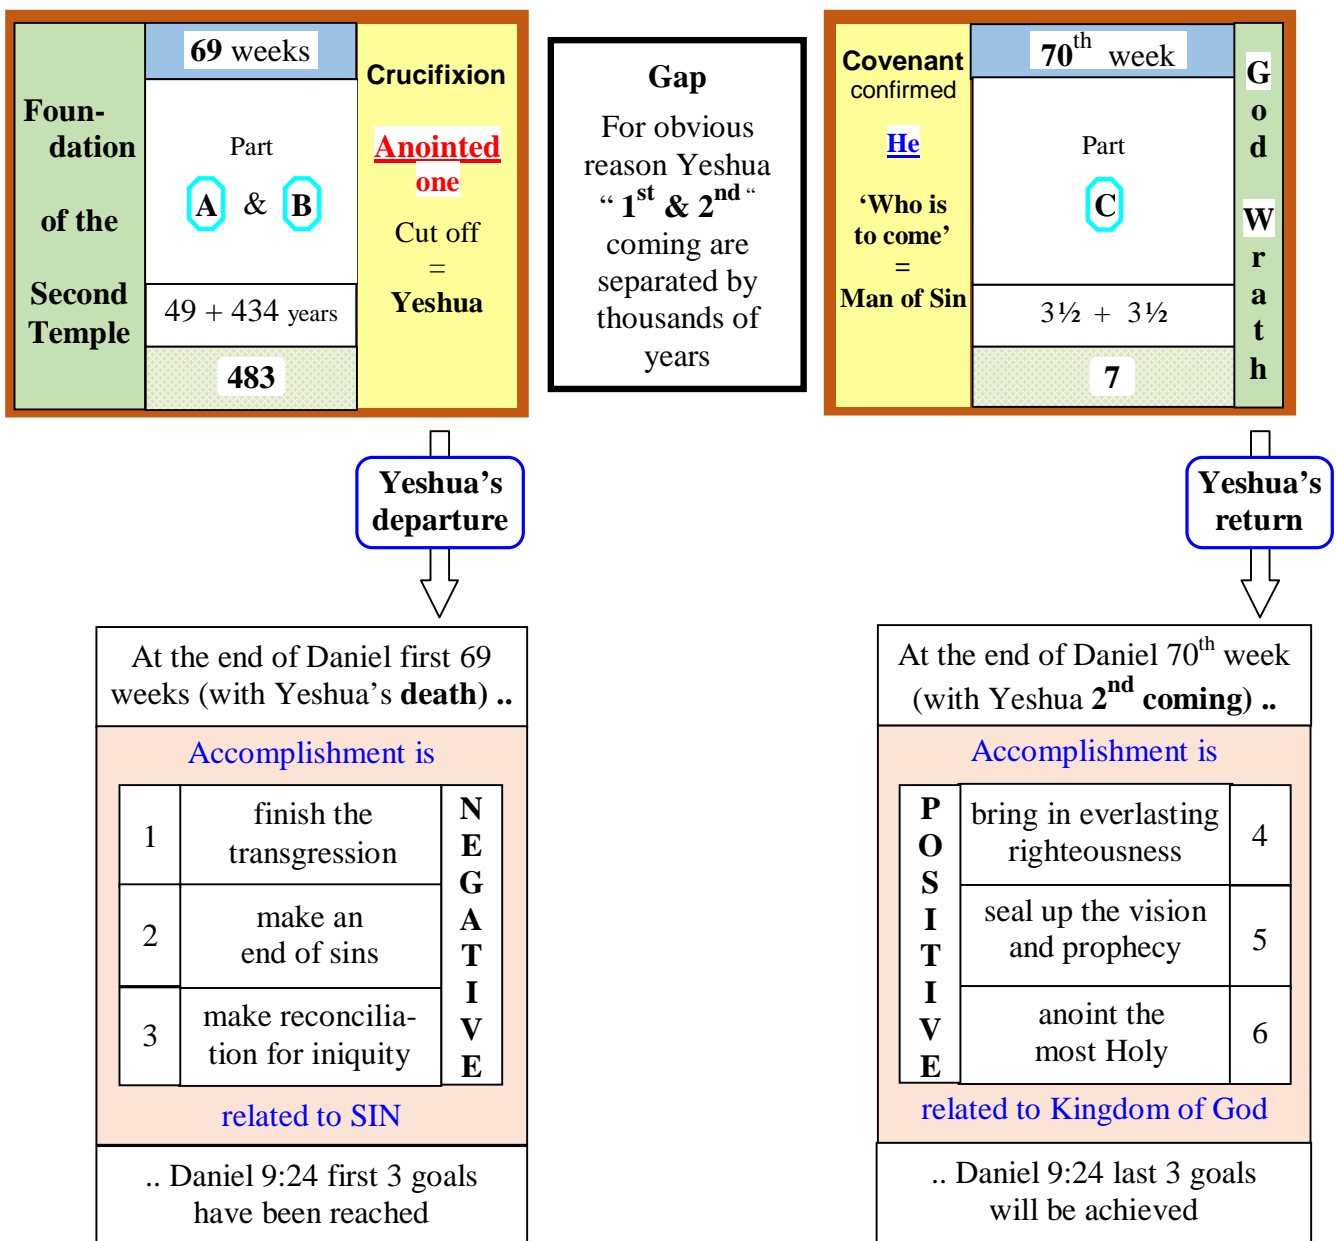 Foun-
dation
of the
Second
Temple
69 weeks
Part
A & B
49 + 434 years
483
Crucifixion
Anointed
one
Cut off
=
Yeshua
Gap
For obvious
reason Yeshua
“ 1st & 2nd “
coming are
separated by
thousands of
years
Covenant
confirmed
He
‘Who is
to come’
=
Man of Sin
70th week
Part
C
3½ + 3½
7
G
o
d
W
r
a
t
h
Yeshua’s
departure
Yeshua’s
return
At the end of Daniel first 69
weeks (with Yeshua’s death) ..
Accomplishment is
1
finish the
transgression
2
make an
end of sins
3
make reconcilia-
tion for iniquity
N
E
G
A
T
I
V
E
related to SIN
.. Daniel 9:24 first 3 goals
have been reached
At the end of Daniel 70th week
(with Yeshua 2nd coming) ..
Accomplishment is
P
O
S
I
T
I
V
E
bring in everlasting
righteousness
4
seal up the vision
and prophecy
5
anoint the
most Holy
6
related to Kingdom of God
.. Daniel 9:24 last 3 goals
will be achieved